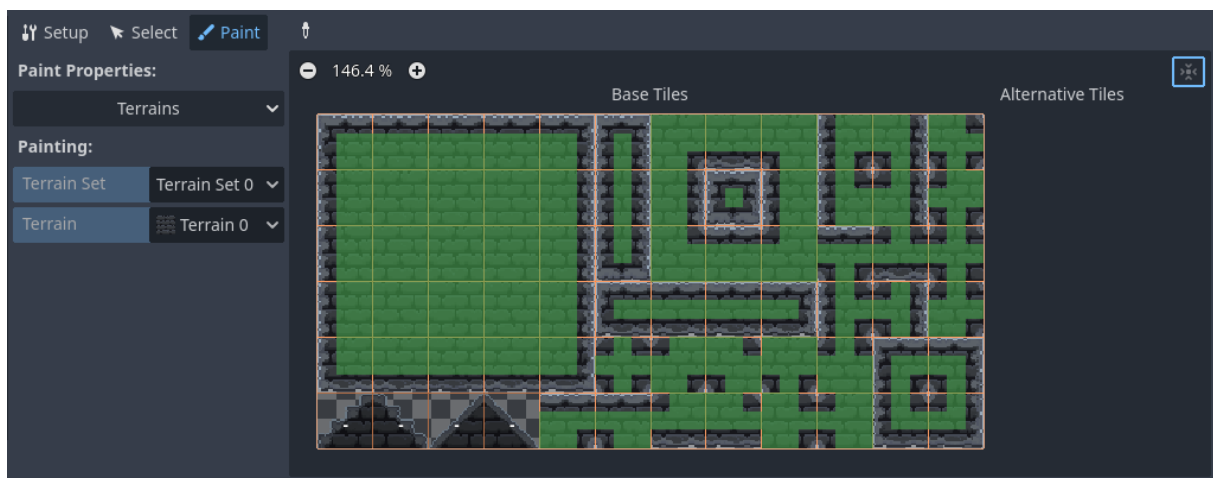 Setup Select Paint
Paint Properties:
146.4 %
Base Tiles Alternative Tiles
Terrains
Painting:
Terrain Set Terrain Set 0
Terrain Terrain 0